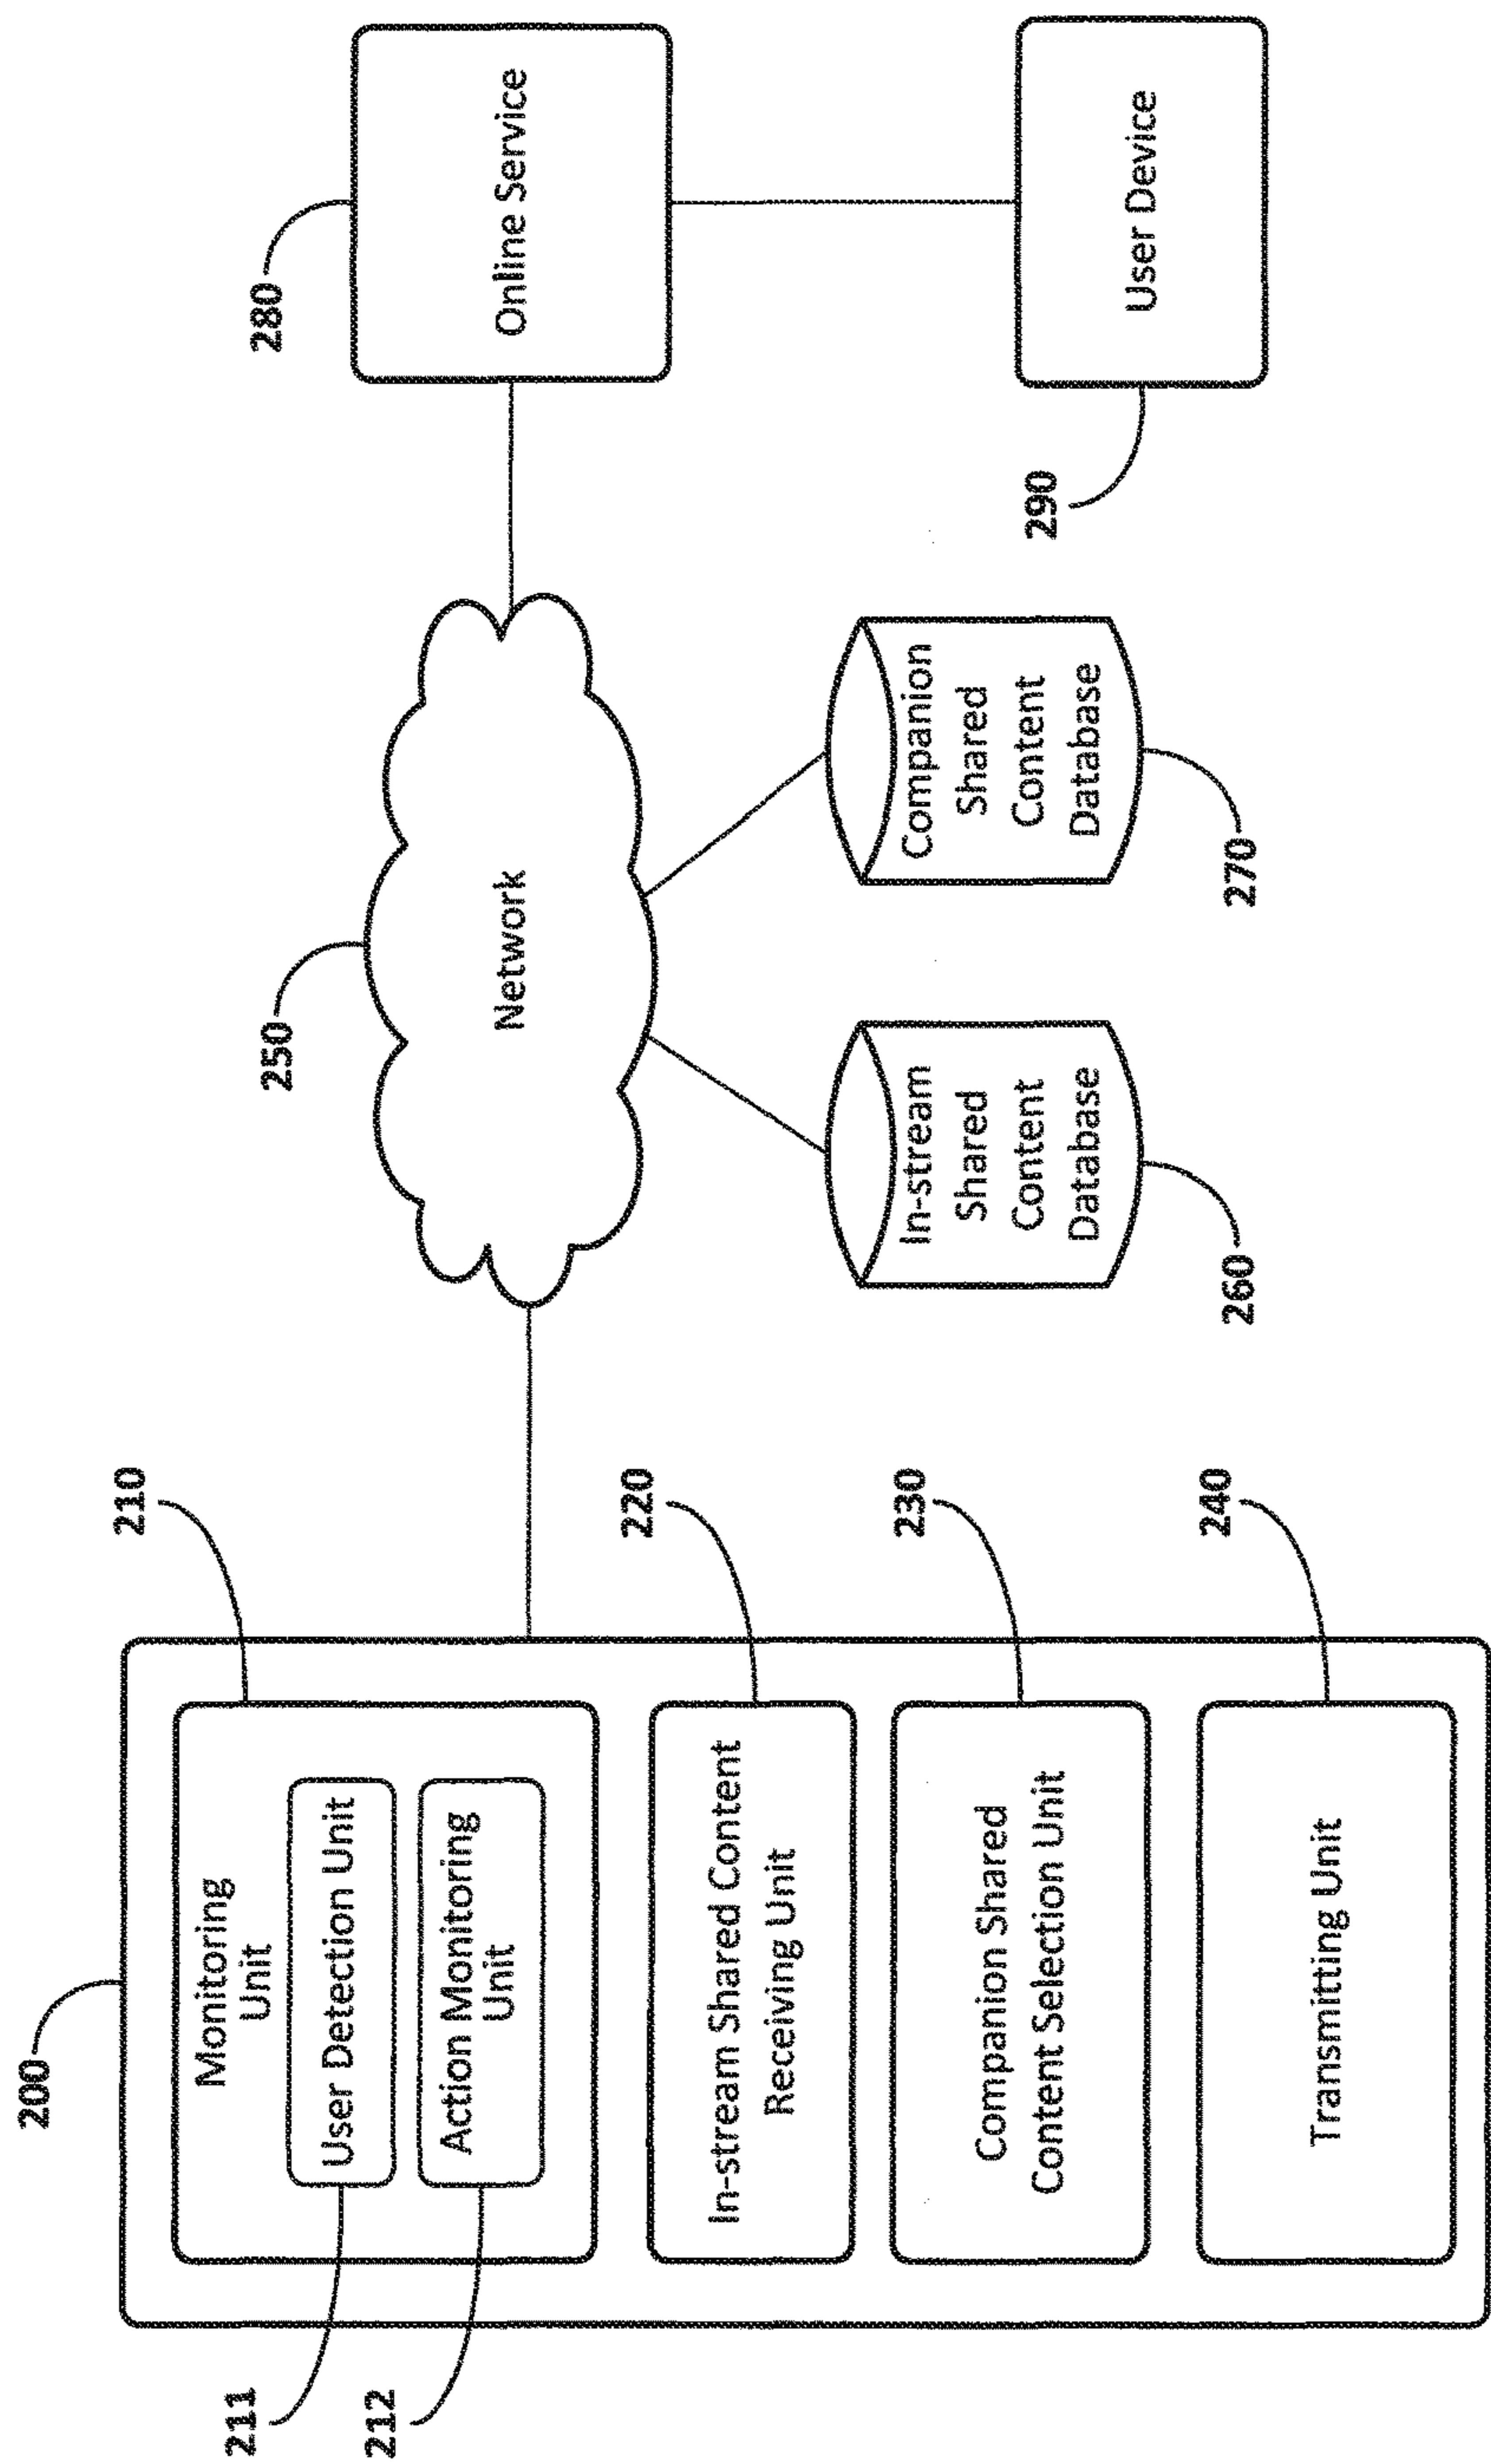 200
210
Monitoring
Unit
211
User Detection Unit
212
Action Monitoring
Unit
220
In-stream Shared Content
Receiving Unit
230
Companion Shared
Content Selection Unit
240
Transmitting Unit
250
Network
260
In-stream
Shared
Content
Database
270
Companion
Shared
Content
Database
280
Online Service
290
User Device